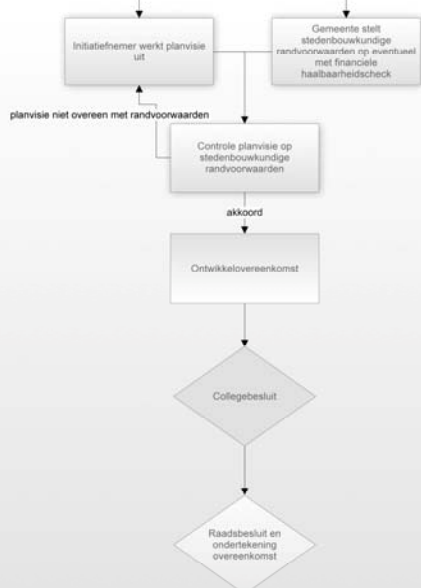 Initiatiefnemer werkt planvisie
uit
Gemeente stelt
stedenbouwkundige
randvoorwaarden op eventueel
met financiele
haalbaarheidscheck
planvisie niet overeen met randvoorwaarden
Controle planvisie op
stedenbouwkundige
randvoorwaarden
akkoord
Ontwikkelovereenkomst
Collegebesluit
Raadsbesluit en
ondertekening
overeenkomst